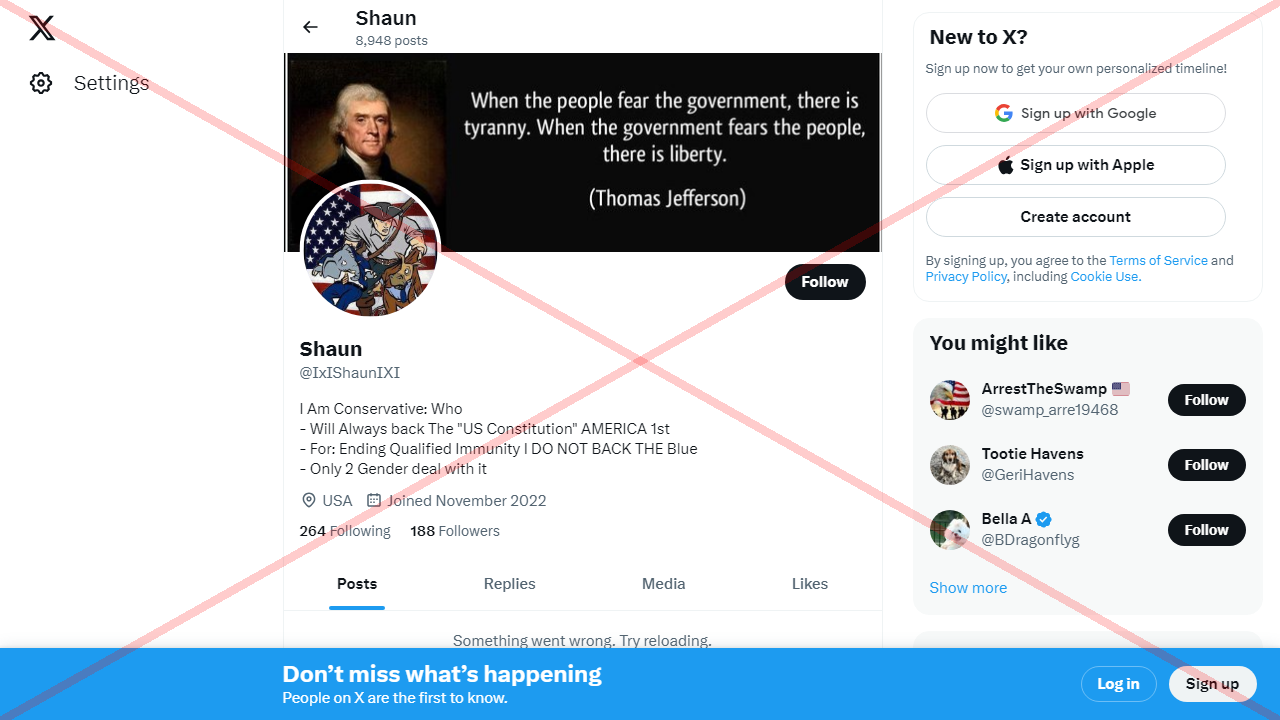 Shaun
8,948 posts
Settings
When the people fear the government, there is
tyranny. When the government fears the people,
there is liberty.
(Thomas Jefferson)
Follow
Shaun
@IxIShaunIXI
I Am Conservative: Who
- Will Always back The "US Constitution" AMERICA 1st
- For: Ending Qualified Immunity I DO NOT BACK THE Blue
- Only 2 Gender deal with it
USA Joined November 2022
264 Following 188 Followers
Posts Replies Media Likes
Something went wrong. Try reloading.
New to X?
Sign up now to get your own personalized timeline!
Sign up with Google
Sign up with Apple
Create account
By signing up, you agree to the Terms of Service and
Privacy Policy, including Cookie Use.
You might like
ArrestTheSwamp
@swamp_arre19468
Follow
Tootie Havens
@GeriHavens
Follow
Bella A
@BDragonflyg
Follow
Show more
Don’t miss what’s happening
People on X are the first to know.
Log in
Sign up